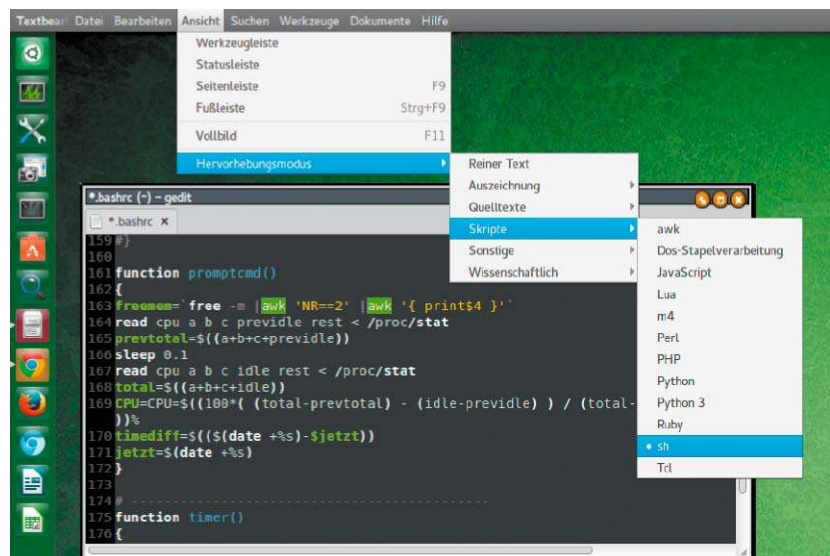 Textbear Datei Bearbeiten Ansicht Suchen Werkzeuge Dokumente Hilfe
Werkzeugleiste
Statusleiste
Seitenleiste F9
Fußleiste Strg+F9
Vollbild F11
Hervorhebungsmodus
Reiner Text
Auszeichnung
Quelltexte
Skripte
Sonstige
Wissenschaftlich
awk
Dos-Stapelverarbeitung
JavaScript
Lua
m4
Perl
PHP
Python
Python 3
Ruby
sh
Tcl
*.bashrc (~) - gedit
*.bashrc ×
159 #}
160
161 function promptcmd()
162 {
163 freemem=`free -m |awk 'NR==2' |awk '{ print$4 }'`
164 read cpu a b c previdle rest < /proc/stat
165 prevtotal=$((a+b+c+previdle))
166 sleep 0.1
167 read cpu a b c idle rest < /proc/stat
168 total=$((a+b+c+idle))
169 CPU=CPU=$((100*( (total-prevtotal) - (idle-previdle) ) / (total-
))%
170 timediff=$(($(date +%s)-$jetzt))
171 jetzt=$(date +%s)
172 }
173
174 # ---------------------------------------------
175 function timer()
176 {